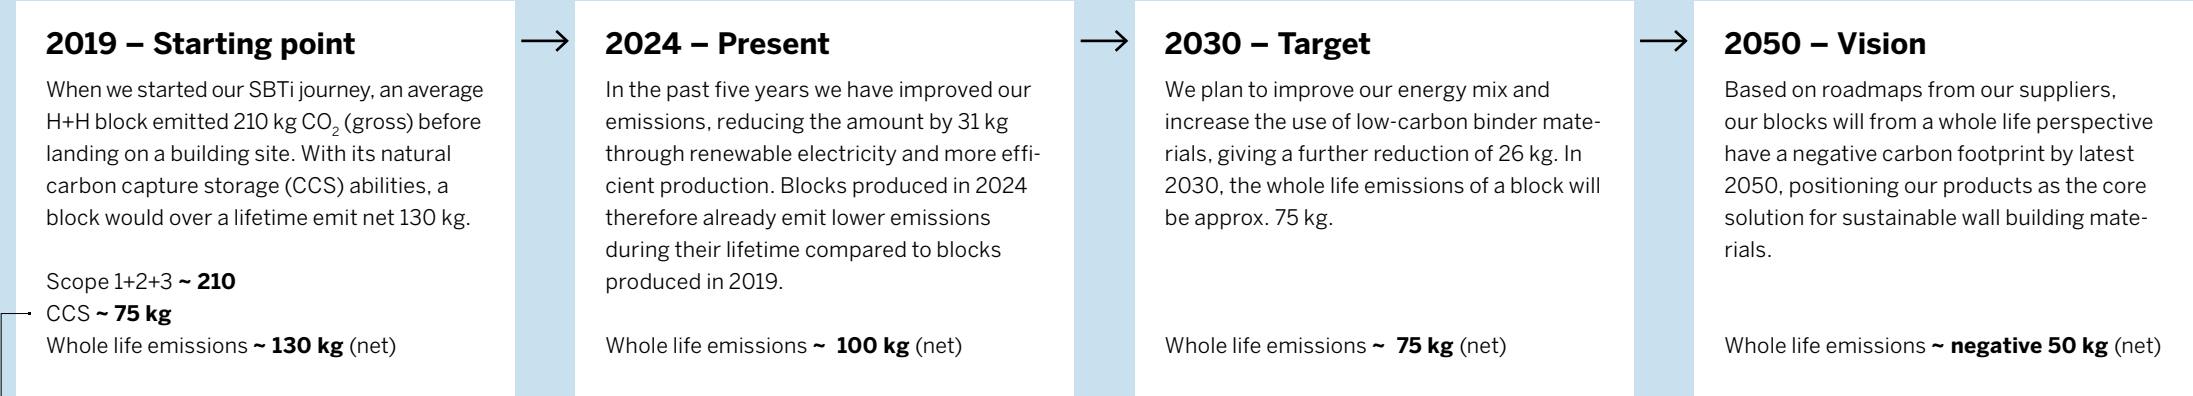 2019 – Starting point
When we started our SBTi journey, an average
H+H block emitted 210 kg CO₂ (gross) before
landing on a building site. With its natural
carbon capture storage (CCS) abilities, a
block would over a lifetime emit net 130 kg.
Scope 1+2+3 ~ 210
CCS ~ 75 kg
Whole life emissions ~ 130 kg (net)
2024 – Present
In the past five years we have improved our
emissions, reducing the amount by 31 kg
through renewable electricity and more effi-
cient production. Blocks produced in 2024
therefore already emit lower emissions
during their lifetime compared to blocks
produced in 2019.
Whole life emissions ~ 100 kg (net)
2030 – Target
We plan to improve our energy mix and
increase the use of low-carbon binder mate-
rials, giving a further reduction of 26 kg. In
2030, the whole life emissions of a block will
be approx. 75 kg.
Whole life emissions ~ 75 kg (net)
2050 – Vision
Based on roadmaps from our suppliers,
our blocks will from a whole life perspective
have a negative carbon footprint by latest
2050, positioning our products as the core
solution for sustainable wall building mate-
rials.
Whole life emissions ~ negative 50 kg (net)